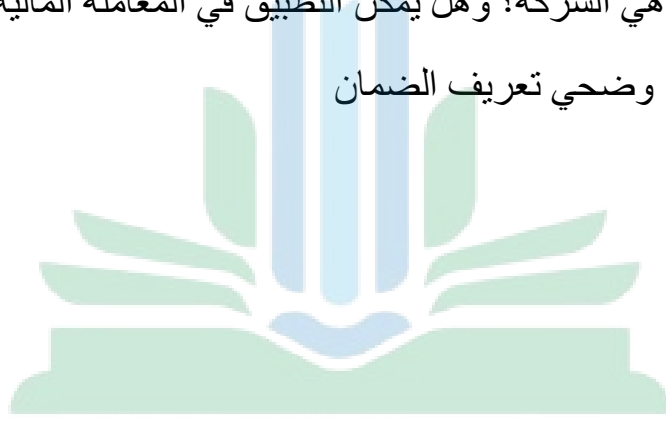 هي الشركة؟ وهل يمكن التطبيق في المعاملة المالية
وضحي تعريف الضمان